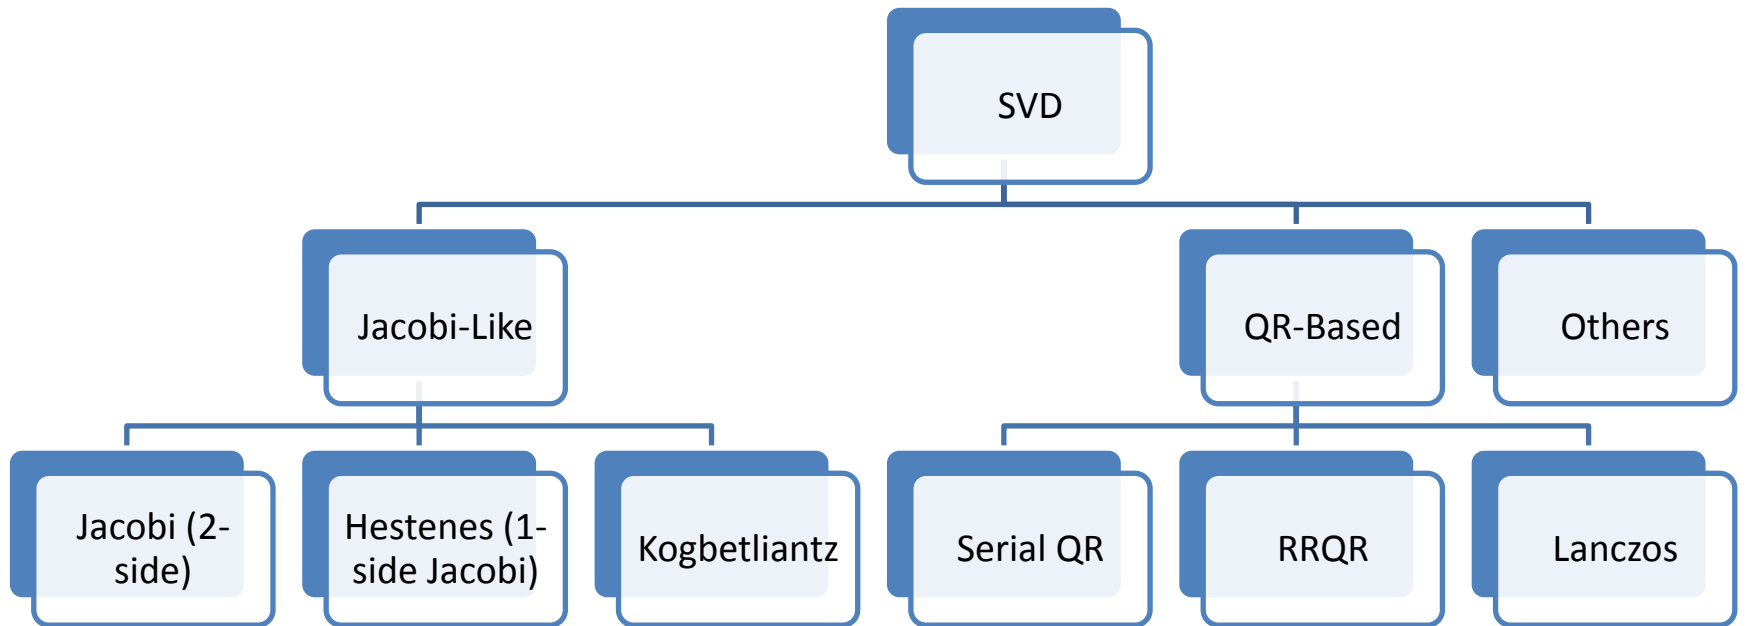 SVD
Jacobi-Like
QR-Based
Others
Jacobi (2-
side)
Hestenes (1-
side Jacobi)
Kogbetliantz
Serial QR
RRQR
Lanczos